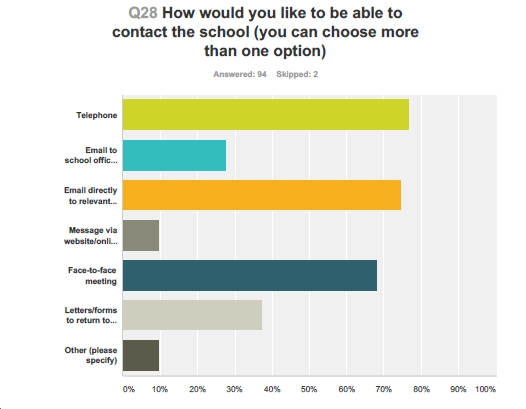 Q28 How would you like to be able to
contact the school (you can choose more
than one option)
Answered: 94 Skipped: 2
Telephone
Email to
school offic...
Email directly
to relevant...
Message via
website/onli...
Face-to-face
meeting
Letters/forms
to return to...
Other (please
specify)
0% 10% 20% 30% 40% 50% 60% 70% 80% 90% 100%